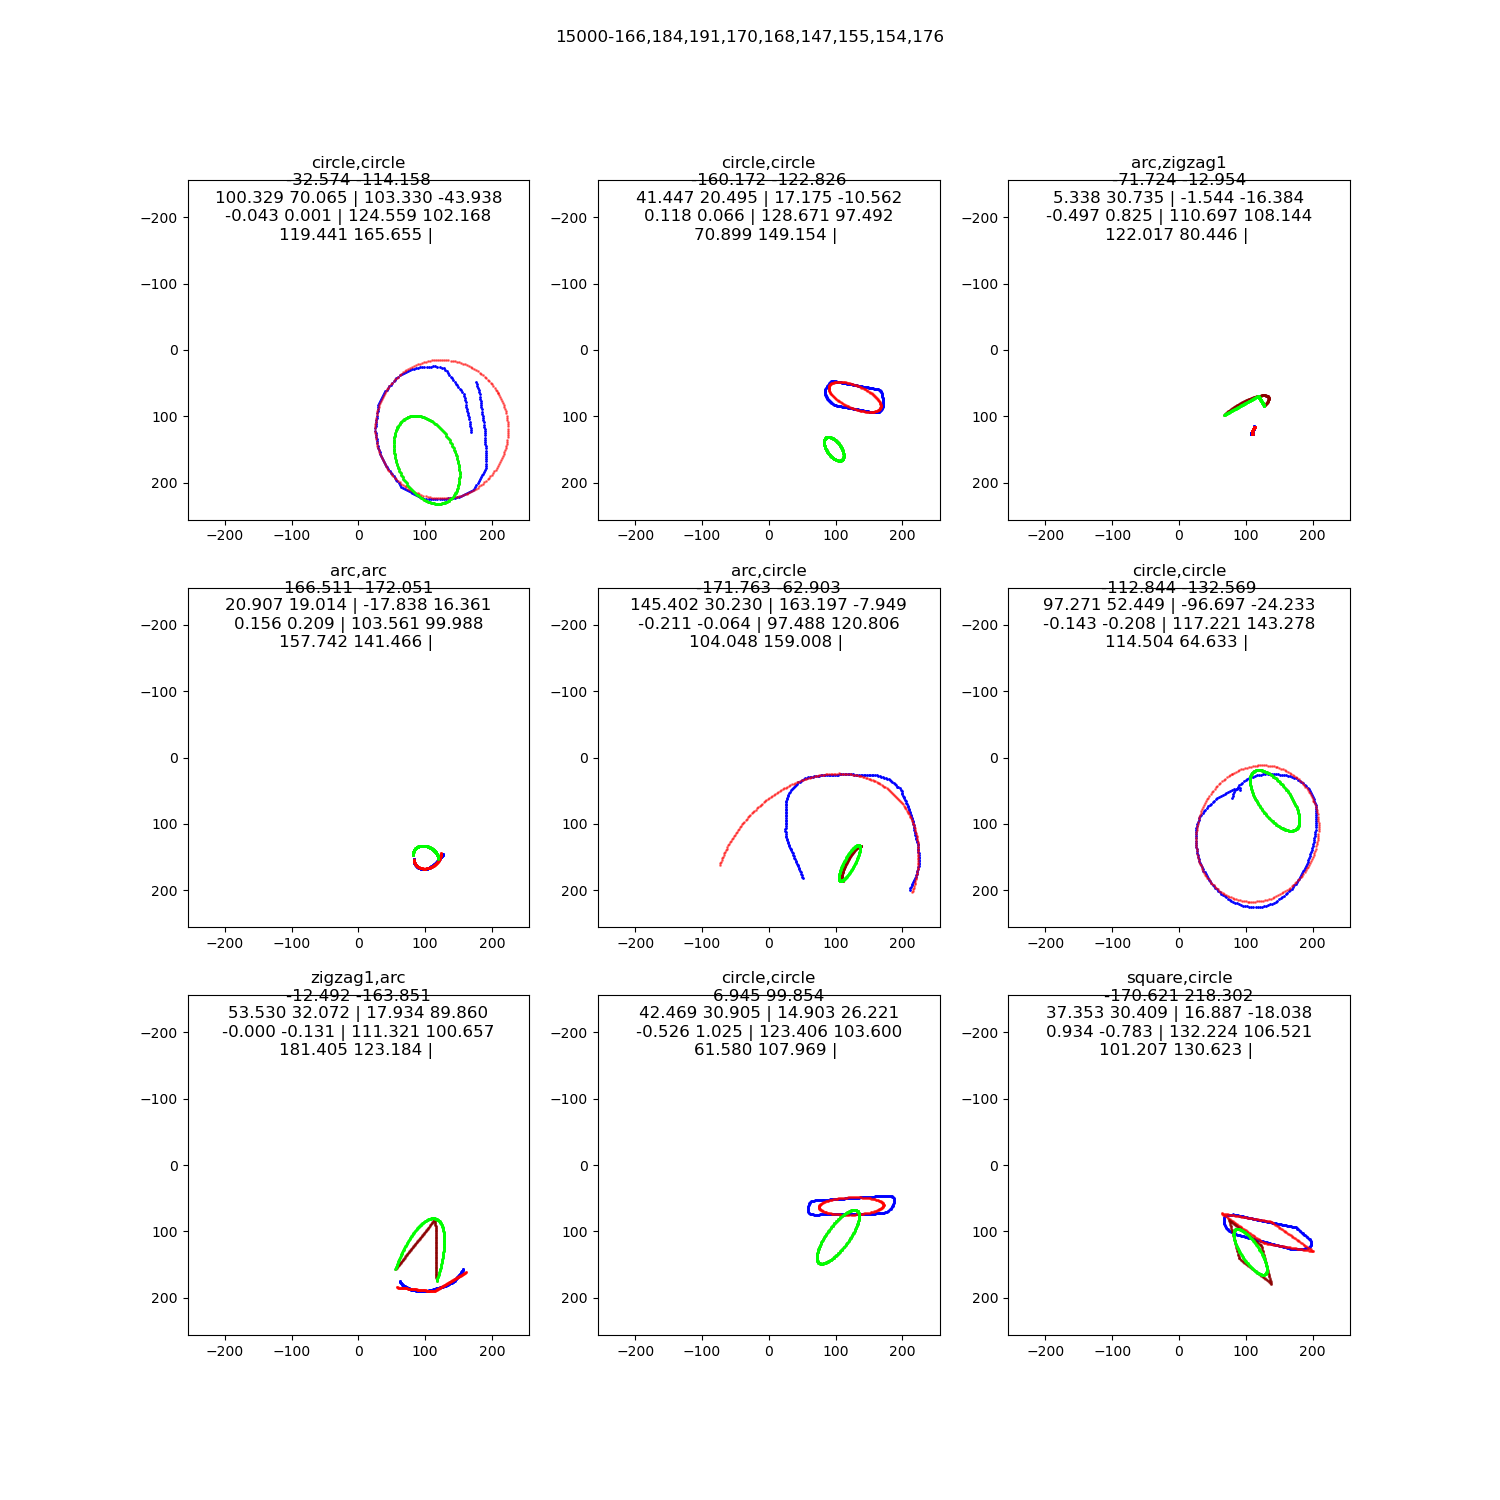 15000-166,184,191,170,168,147,155,154,176
circle,circle
-32.574 -114.158
100.329 70.065 | 103.330 -43.938
-0.043 0.001 | 124.559 102.168
119.441 165.655 |
−200
−100
0
100
200
−200 −100 0 100 200
circle,circle
-160.172 -122.826
41.447 20.495 | 17.175 -10.562
0.118 0.066 | 128.671 97.492
70.899 149.154 |
−200
−100
0
100
200
−200 −100 0 100 200
arc,zigzag1
-71.724 -12.954
5.338 30.735 | -1.544 -16.384
-0.497 0.825 | 110.697 108.144
122.017 80.446 |
−200
−100
0
100
200
−200 −100 0 100 200
arc,arc
166.511 -172.051
20.907 19.014 | -17.838 16.361
0.156 0.209 | 103.561 99.988
157.742 141.466 |
−200
−100
0
100
200
−200 −100 0 100 200
arc,circle
-171.763 -62.903
145.402 30.230 | 163.197 -7.949
-0.211 -0.064 | 97.488 120.806
104.048 159.008 |
−200
−100
0
100
200
−200 −100 0 100 200
circle,circle
-112.844 -132.569
97.271 52.449 | -96.697 -24.233
-0.143 -0.208 | 117.221 143.278
114.504 64.633 |
−200
−100
0
100
200
−200 −100 0 100 200
zigzag1,arc
-12.492 -163.851
53.530 32.072 | 17.934 89.860
-0.000 -0.131 | 111.321 100.657
181.405 123.184 |
−200
−100
0
100
200
−200 −100 0 100 200
circle,circle
6.945 99.854
42.469 30.905 | 14.903 26.221
-0.526 1.025 | 123.406 103.600
61.580 107.969 |
−200
−100
0
100
200
−200 −100 0 100 200
square,circle
-170.621 218.302
37.353 30.409 | 16.887 -18.038
0.934 -0.783 | 132.224 106.521
101.207 130.623 |
−200
−100
0
100
200
−200 −100 0 100 200